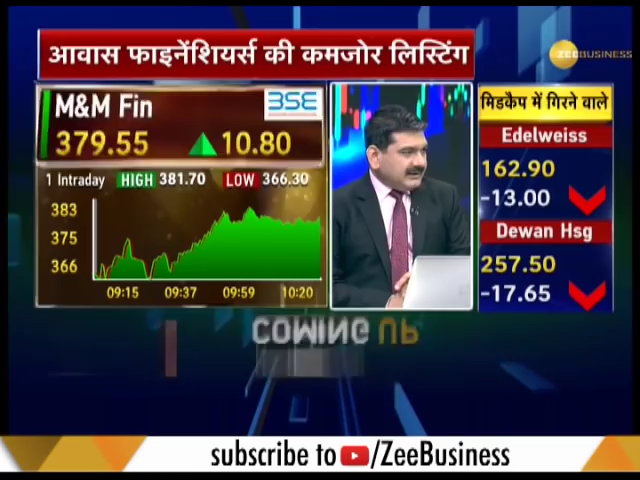 आवास फाइनेंशियर्स की कमजोर लिस्टिंग
ZEE BUSINESS
M&M Fin
BSE
379.55 10.80
1 Intraday HIGH 381.70 LOW 366.30
383
375
366
09:15 09:37 09:59 10:20
मिडकैप में गिरने वाले
Edelweiss
162.90
-13.00
Dewan Hsg
257.50
-17.65
COMING UP
subscribe to /ZeeBusiness